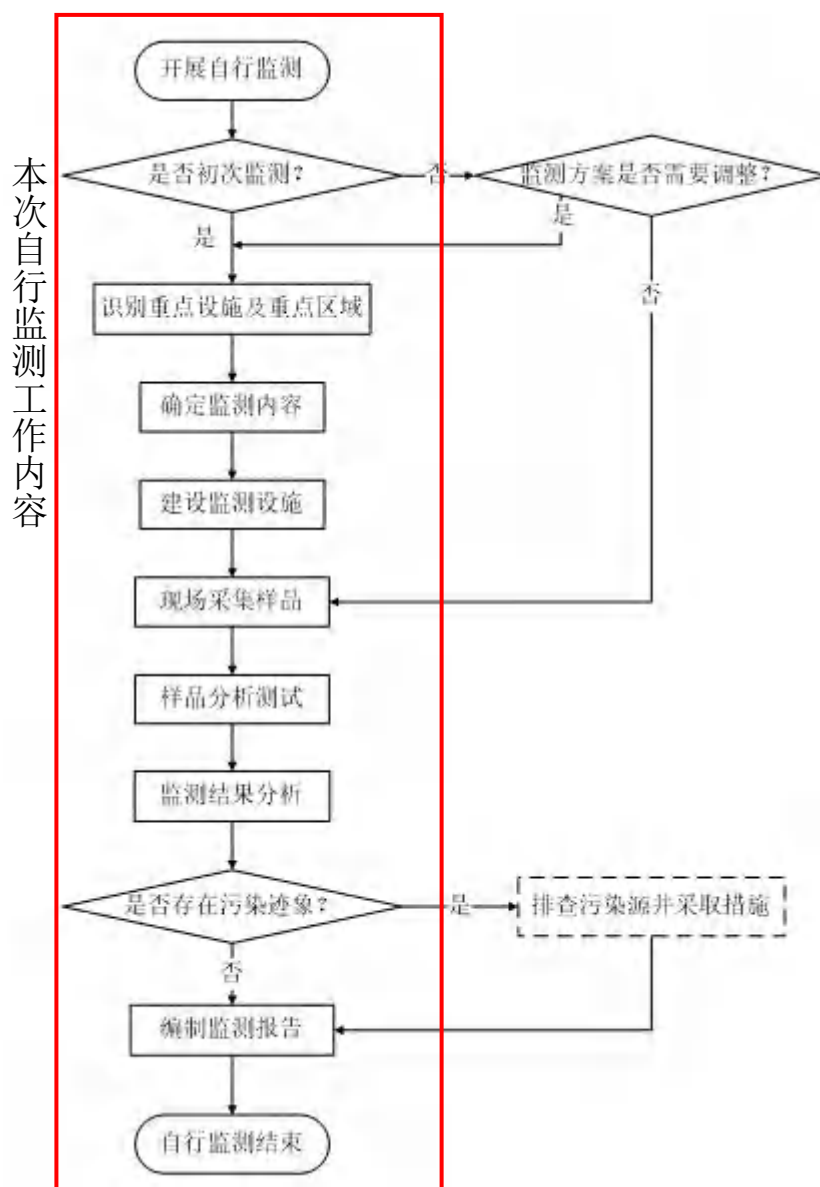 本次自行监测工作内容
开展自行监测
是否初次监测？
否
监测方案是否需要调整？
是
是
否
识别重点设施及重点区域
确定监测内容
建设监测设施
现场采集样品
样品分析测试
监测结果分析
是否存在污染迹象？
是
排查污染源并采取措施
否
编制监测报告
自行监测结束